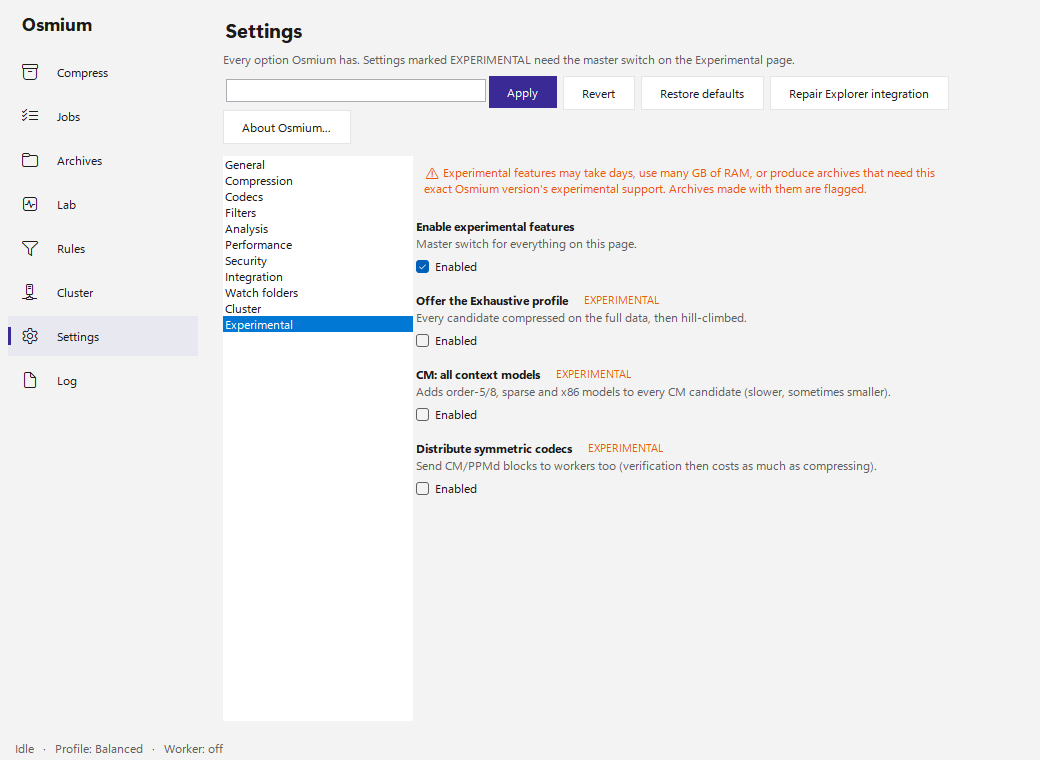 Osmium
Compress
Jobs
Archives
Lab
Rules
Cluster
Settings
Log
Settings
Every option Osmium has. Settings marked EXPERIMENTAL need the master switch on the Experimental page.
Apply
Revert
Restore defaults
Repair Explorer integration
About Osmium...
General
Compression
Codecs
Filters
Analysis
Performance
Security
Integration
Watch folders
Cluster
Experimental
⚠ Experimental features may take days, use many GB of RAM, or produce archives that need this
exact Osmium version's experimental support. Archives made with them are flagged.
Enable experimental features
Master switch for everything on this page.
Enabled
Offer the Exhaustive profile EXPERIMENTAL
Every candidate compressed on the full data, then hill-climbed.
Enabled
CM: all context models EXPERIMENTAL
Adds order-5/8, sparse and x86 models to every CM candidate (slower, sometimes smaller).
Enabled
Distribute symmetric codecs EXPERIMENTAL
Send CM/PPMd blocks to workers too (verification then costs as much as compressing).
Enabled
Idle · Profile: Balanced · Worker: off